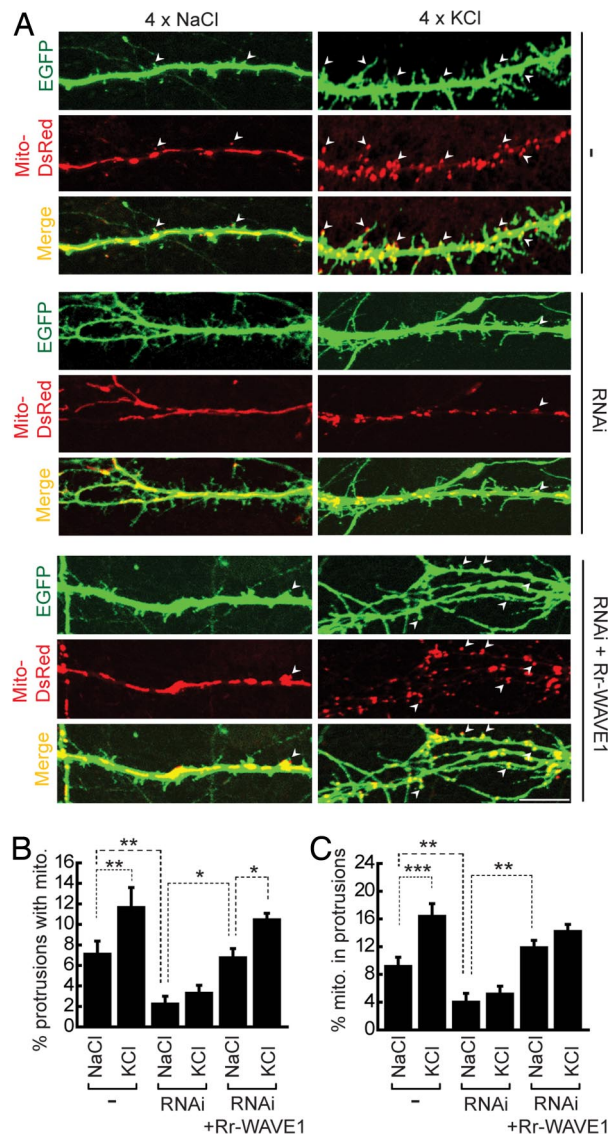 A
4 x NaCl
4 x KCl
EGFP
Mito-
DsRed
Merge
-
EGFP
Mito-
DsRed
Merge
RNAi
EGFP
Mito-
DsRed
Merge
RNAi + Rr-WAVE1
B
% protrusions with mito.
16
14
12
10
8
6
4
2
0
**
**
*
*
NaCl
KCl
NaCl
KCl
NaCl
KCl
-
RNAi
RNAi
+Rr-WAVE1
C
% mito. in protrusions
24
20
16
12
8
4
0
**
***
**
NaCl
KCl
NaCl
KCl
NaCl
KCl
-
RNAi
RNAi
+Rr-WAVE1